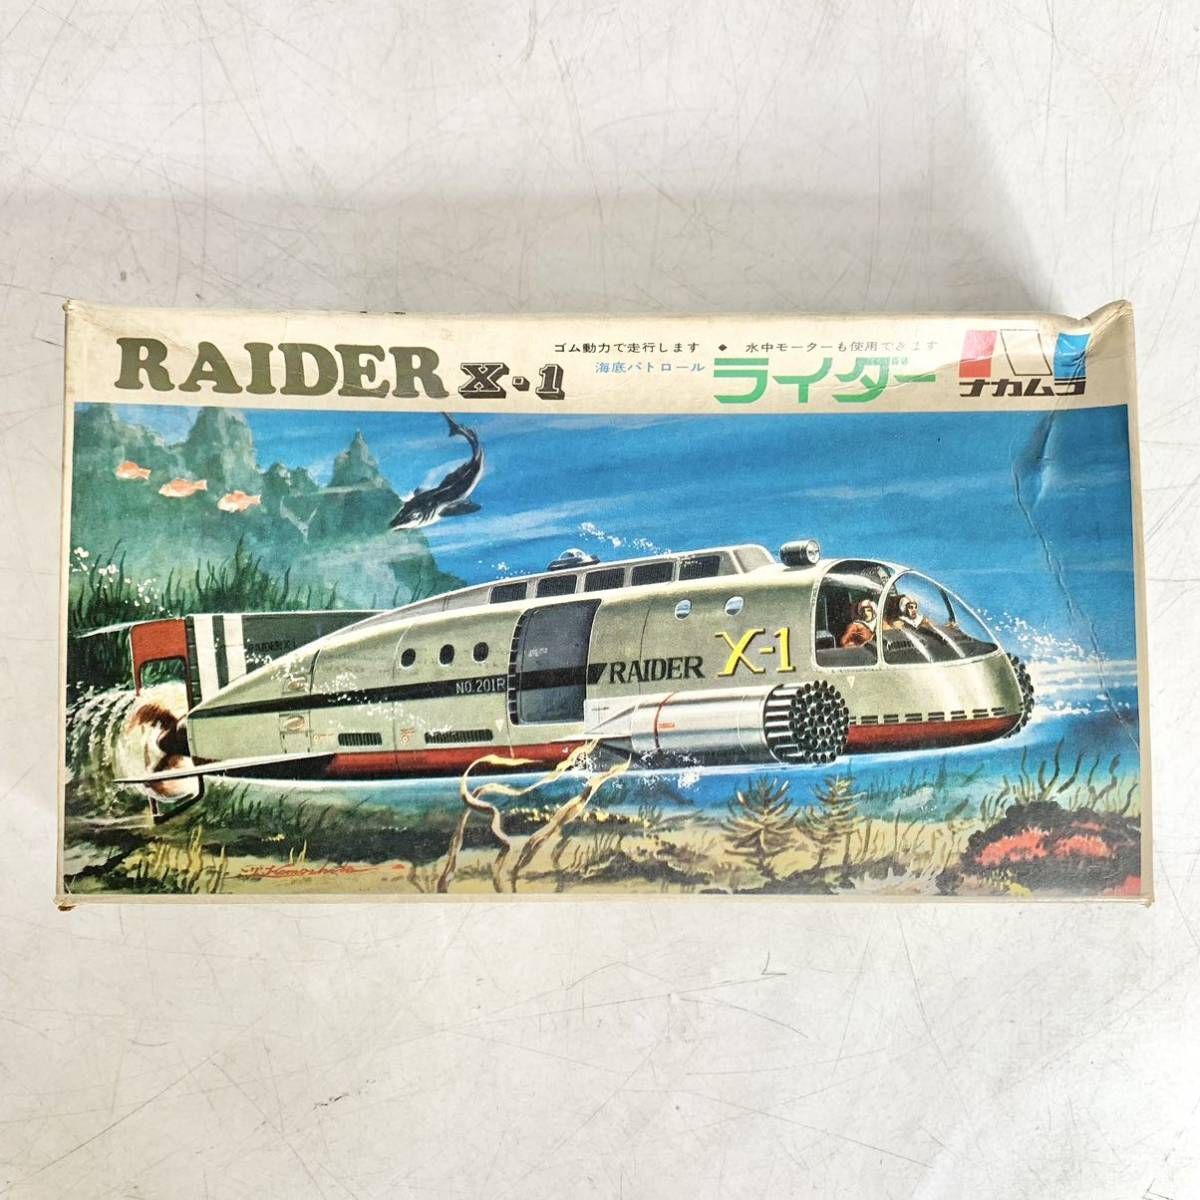 RAIDER X・1
ゴム動力で走行します ◆ 水中モーターも使用できます
海底パトロール ライダー
ナカムラ
RAIDER X-1
NO.201R
RAIDER X-1